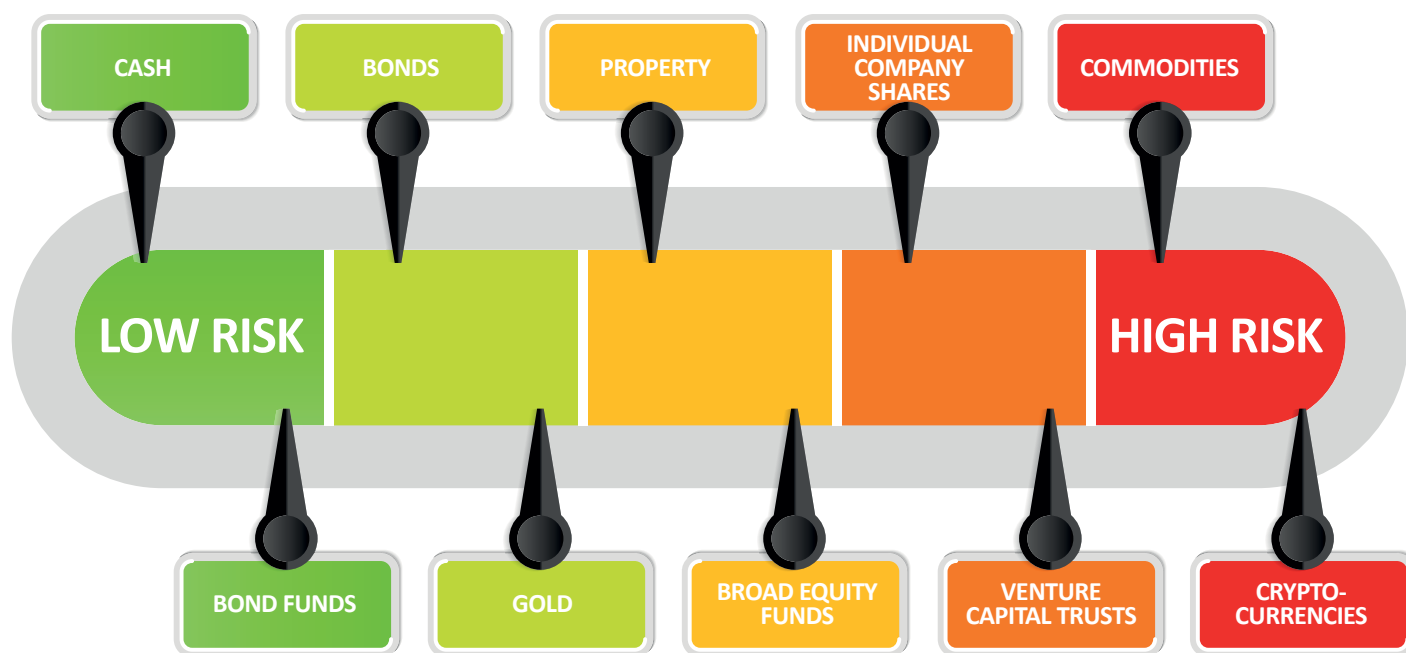 CASH
BONDS
PROPERTY
INDIVIDUAL
COMPANY
SHARES
COMMODITIES
LOW RISK
HIGH RISK
BOND FUNDS
GOLD
BROAD EQUITY
FUNDS
VENTURE
CAPITAL TRUSTS
CRYPTO-
CURRENCIES